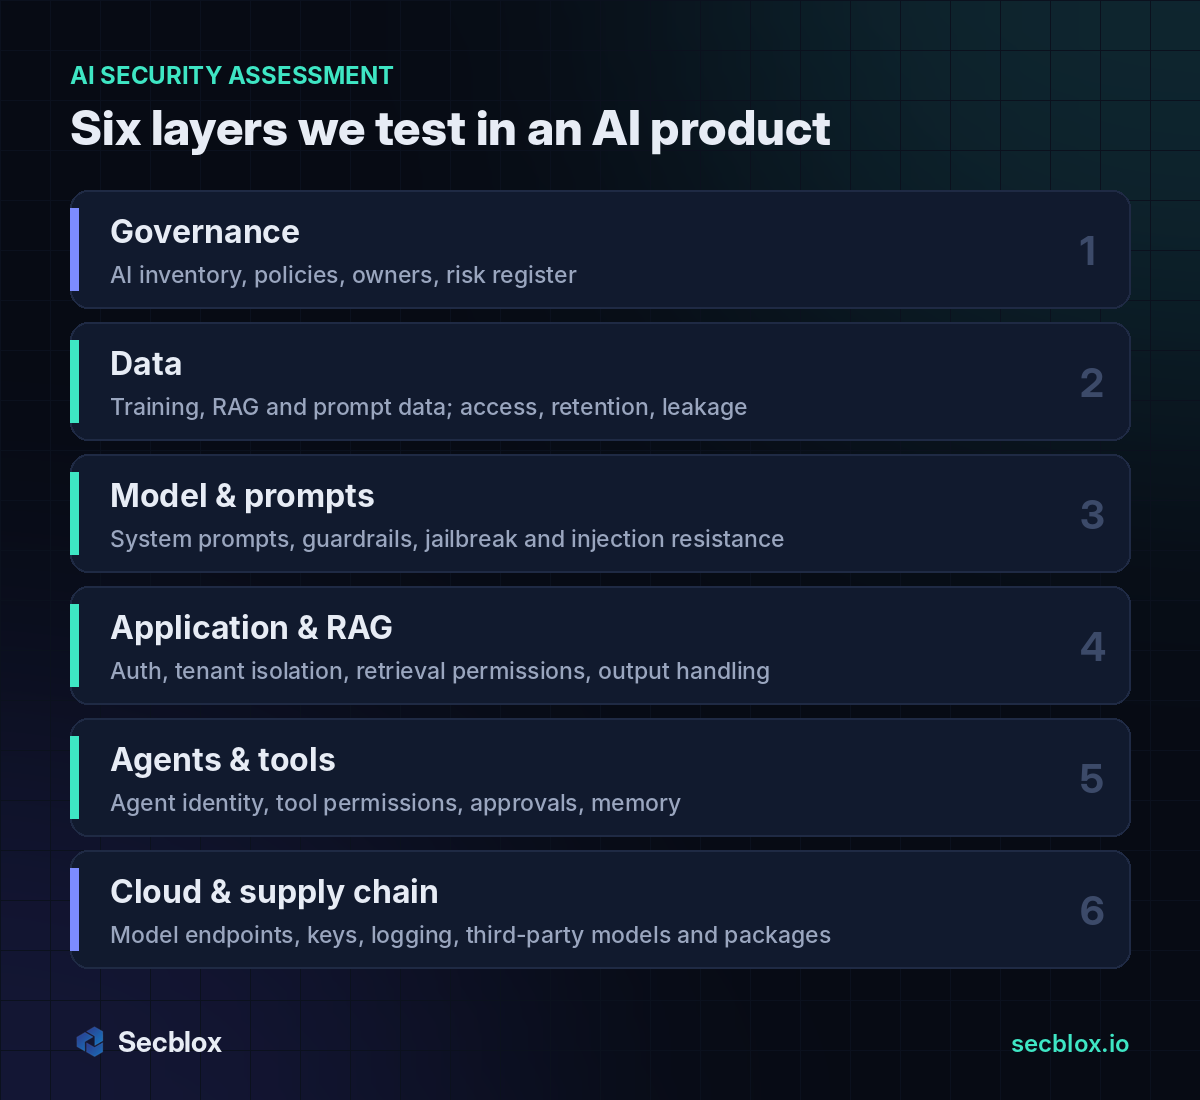 AI SECURITY ASSESSMENT
Six layers we test in an AI product
Governance
AI inventory, policies, owners, risk register
1
Data
Training, RAG and prompt data; access, retention, leakage
2
Model & prompts
System prompts, guardrails, jailbreak and injection resistance
3
Application & RAG
Auth, tenant isolation, retrieval permissions, output handling
4
Agents & tools
Agent identity, tool permissions, approvals, memory
5
Cloud & supply chain
Model endpoints, keys, logging, third-party models and packages
6
Secblox
secblox.io